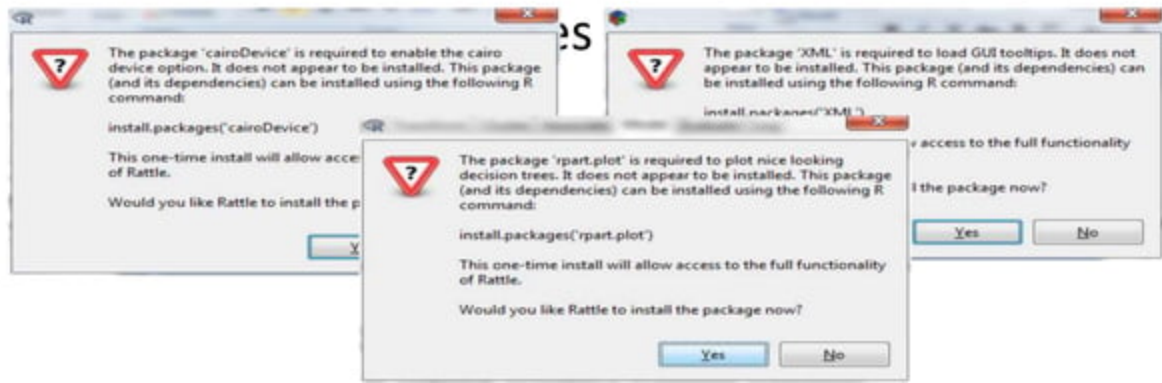 es
The package 'cairoDevice' is required to enable the cairo
device option. It does not appear to be installed. This package
(and its dependencies) can be installed using the following R
command:
install.packages('cairoDevice')
This one-time install will allow acce
of Rattle.
Would you like Rattle to install the p
Y
The package 'XML' is required to load GUI tooltips. It does not
appear to be installed. This package (and its dependencies) can
be installed using the following R command:
install.packages('XML')
access to the full functionality
the package now?
Yes No
The package 'rpart.plot' is required to plot nice looking
decision trees. It does not appear to be installed. This package
(and its dependencies) can be installed using the following R
command:
install.packages('rpart.plot')
This one-time install will allow access to the full functionality
of Rattle.
Would you like Rattle to install the package now?
Yes No